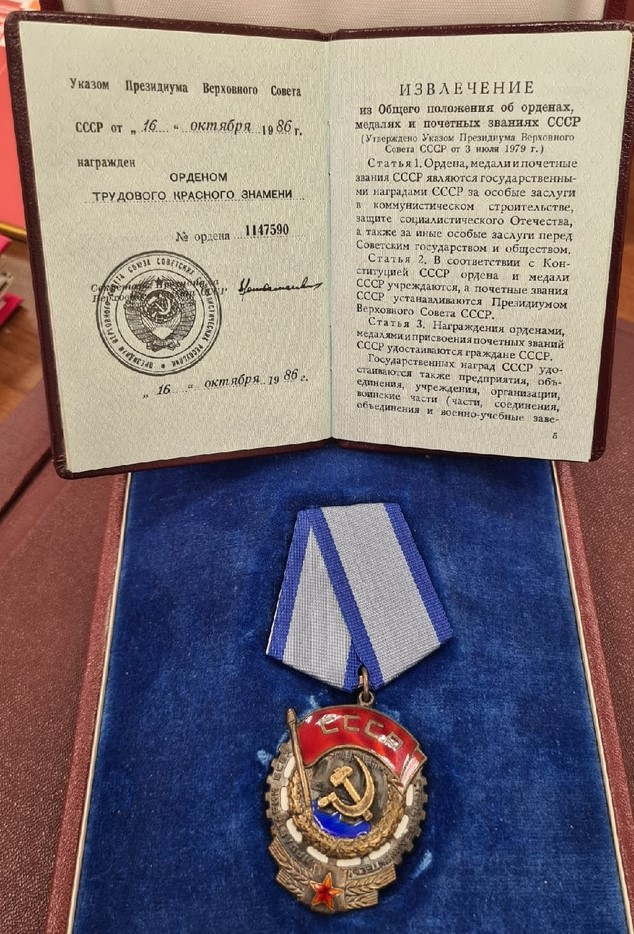 Указом Президиума Верховного Совета
СССР от „ 16 “ октября 1986 г.
награжден
ОРДЕНОМ
ТРУДОВОГО КРАСНОГО ЗНАМЕНИ
№ ордена 1147590
Секретарь Президиума
Верховного Совета СССР
„ 16 “ октября 1986 г.
ИЗВЛЕЧЕНИЕ
из Общего положения об орденах,
медалях и почетных званиях СССР
(Утверждено Указом Президиума Верховного
Совета СССР от 3 июля 1979 г.)
Статья 1. Ордена, медали и почетные
звания СССР являются государственны-
ми наградами СССР за особые заслуги
в коммунистическом строительстве,
защите социалистического Отечества,
а также за иные особые заслуги перед
Советским государством и обществом.
Статья 2. В соответствии с Кон-
ституцией СССР ордена и медали
СССР учреждаются, а почетные звания
СССР устанавливаются Президиумом
Верховного Совета СССР.
Статья 3. Награждения орденами,
медалями и присвоения почетных званий
СССР удостаиваются граждане СССР.
Государственных наград СССР удо-
стаиваются также предприятия, объ-
единения, учреждения, организации,
воинские части (части, соединения,
объединения и военно-учебные заве-
5
СССР